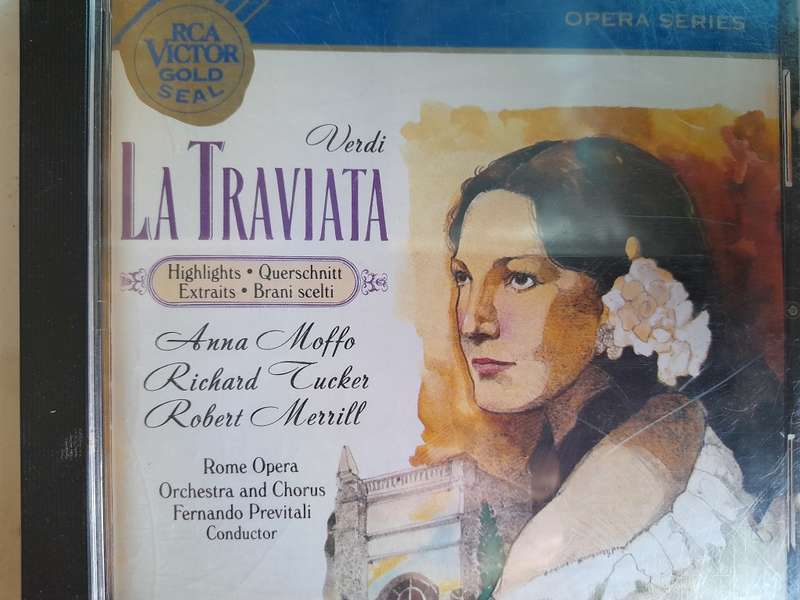 RCA
VICTOR
GOLD
SEAL
OPERA SERIES
Verdi
LA TRAVIATA
Highlights • Querschnitt
Extraits • Brani scelti
Anna Moffo
Richard Tucker
Robert Merrill
Rome Opera
Orchestra and Chorus
Fernando Previtali
Conductor